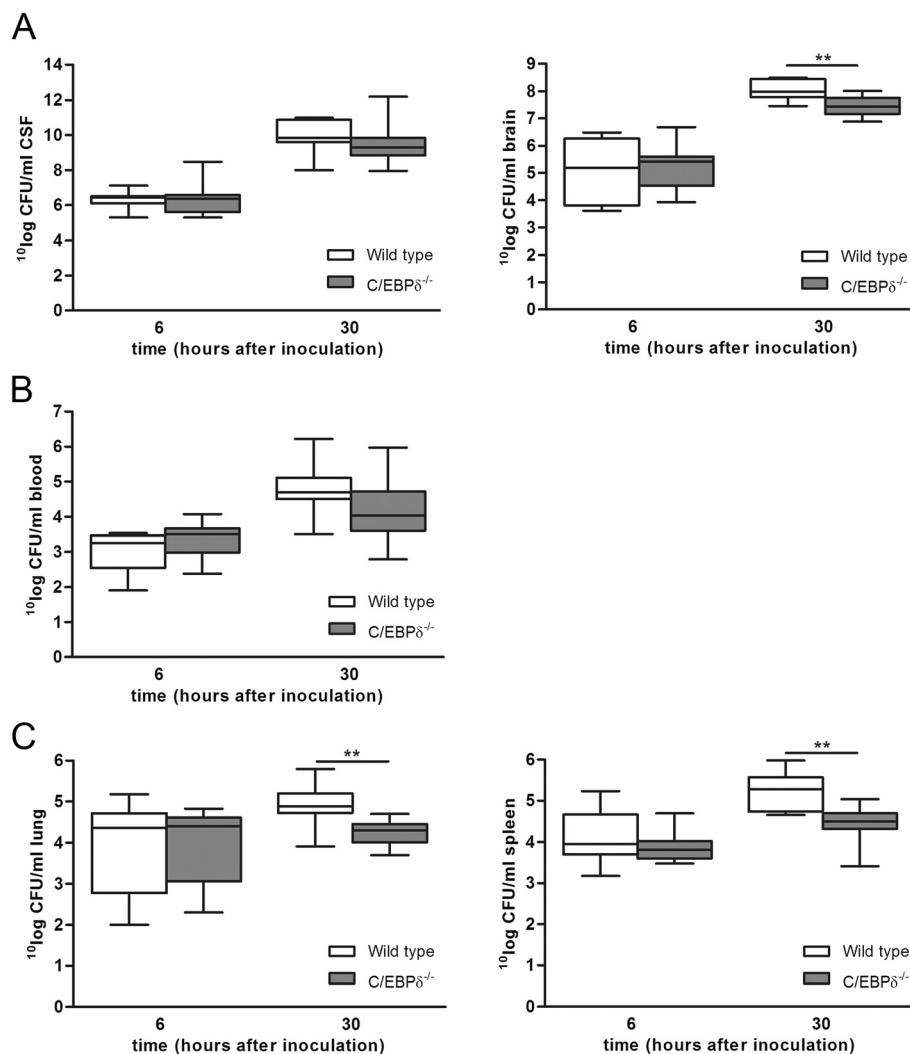 A
14
12
10
8
6
4
2
0
¹⁰log CFU/ml CSF
Wild type
C/EBPδ⁻/⁻
6 30
time (hours after inoculation)
**
9
8
7
6
5
4
3
2
1
0
¹⁰log CFU/ml brain
Wild type
C/EBPδ⁻/⁻
6 30
time (hours after inoculation)
B
7
6
5
4
3
2
1
0
¹⁰log CFU/ml blood
Wild type
C/EBPδ⁻/⁻
6 30
time (hours after inoculation)
C
**
6
5
4
3
2
1
0
¹⁰log CFU/ml lung
Wild type
C/EBPδ⁻/⁻
6 30
time (hours after inoculation)
**
6
5
4
3
2
1
0
¹⁰log CFU/ml spleen
Wild type
C/EBPδ⁻/⁻
6 30
time (hours after inoculation)